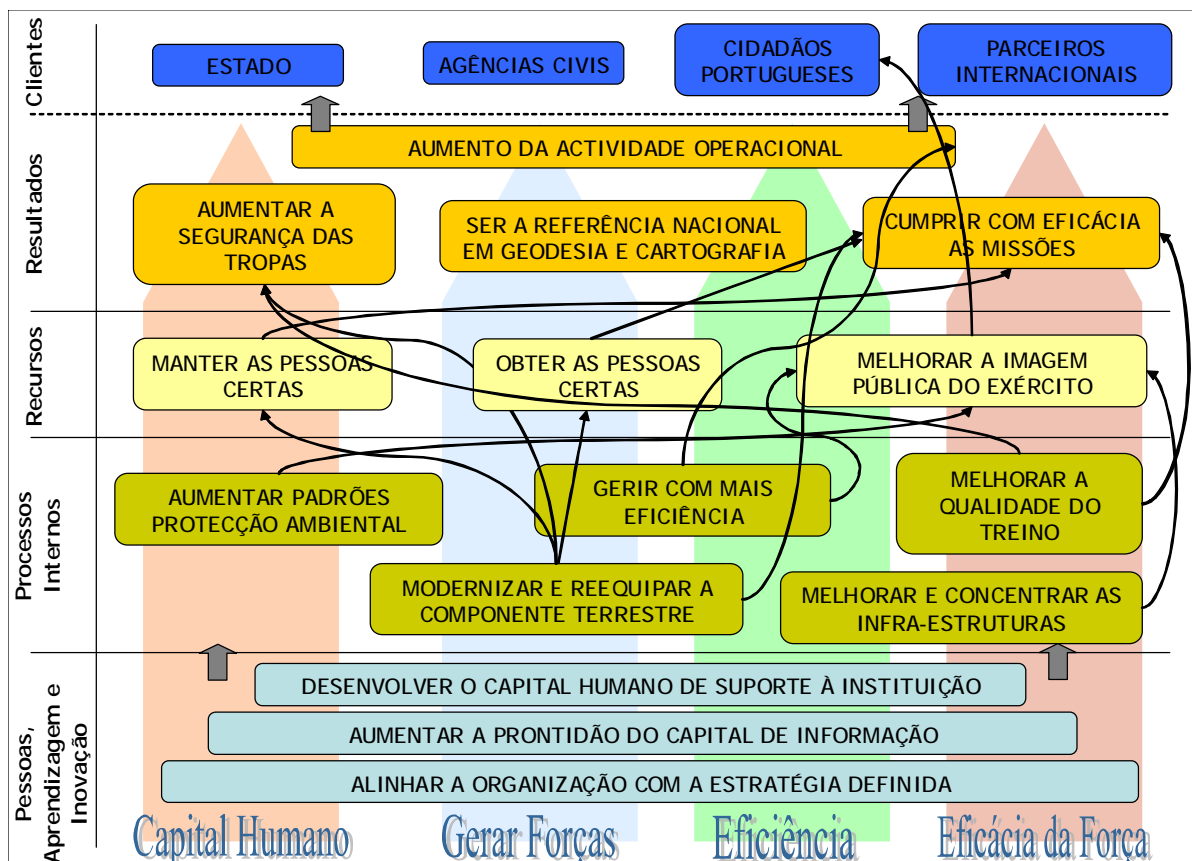 Clientes
ESTADO
AGÊNCIAS CIVIS
CIDADÃOS
PORTUGUESES
PARCEIROS
INTERNACIONAIS
Resultados
AUMENTO DA ACTIVIDADE OPERACIONAL
AUMENTAR A
SEGURANÇA DAS
TROPAS
SER A REFERÊNCIA NACIONAL
EM GEODESIA E CARTOGRAFIA
CUMPRIR COM EFICÁCIA
AS MISSÕES
Recursos
MANTER AS PESSOAS
CERTAS
OBTER AS PESSOAS
CERTAS
MELHORAR A IMAGEM
PÚBLICA DO EXÉRCITO
Processos
Internos
AUMENTAR PADRÕES
PROTECÇÃO AMBIENTAL
GERIR COM MAIS
EFICIÊNCIA
MELHORAR A
QUALIDADE DO
TREINO
MODERNIZAR E REEQUIPAR A
COMPONENTE TERRESTRE
MELHORAR E CONCENTRAR AS
INFRA-ESTRUTURAS
Pessoas,
Aprendizagem e
Inovação
DESENVOLVER O CAPITAL HUMANO DE SUPORTE À INSTITUIÇÃO
AUMENTAR A PRONTIDÃO DO CAPITAL DE INFORMAÇÃO
ALINHAR A ORGANIZAÇÃO COM A ESTRATÉGIA DEFINIDA
Capital Humano
Gerar Forças
Eficiência
Eficácia da Força